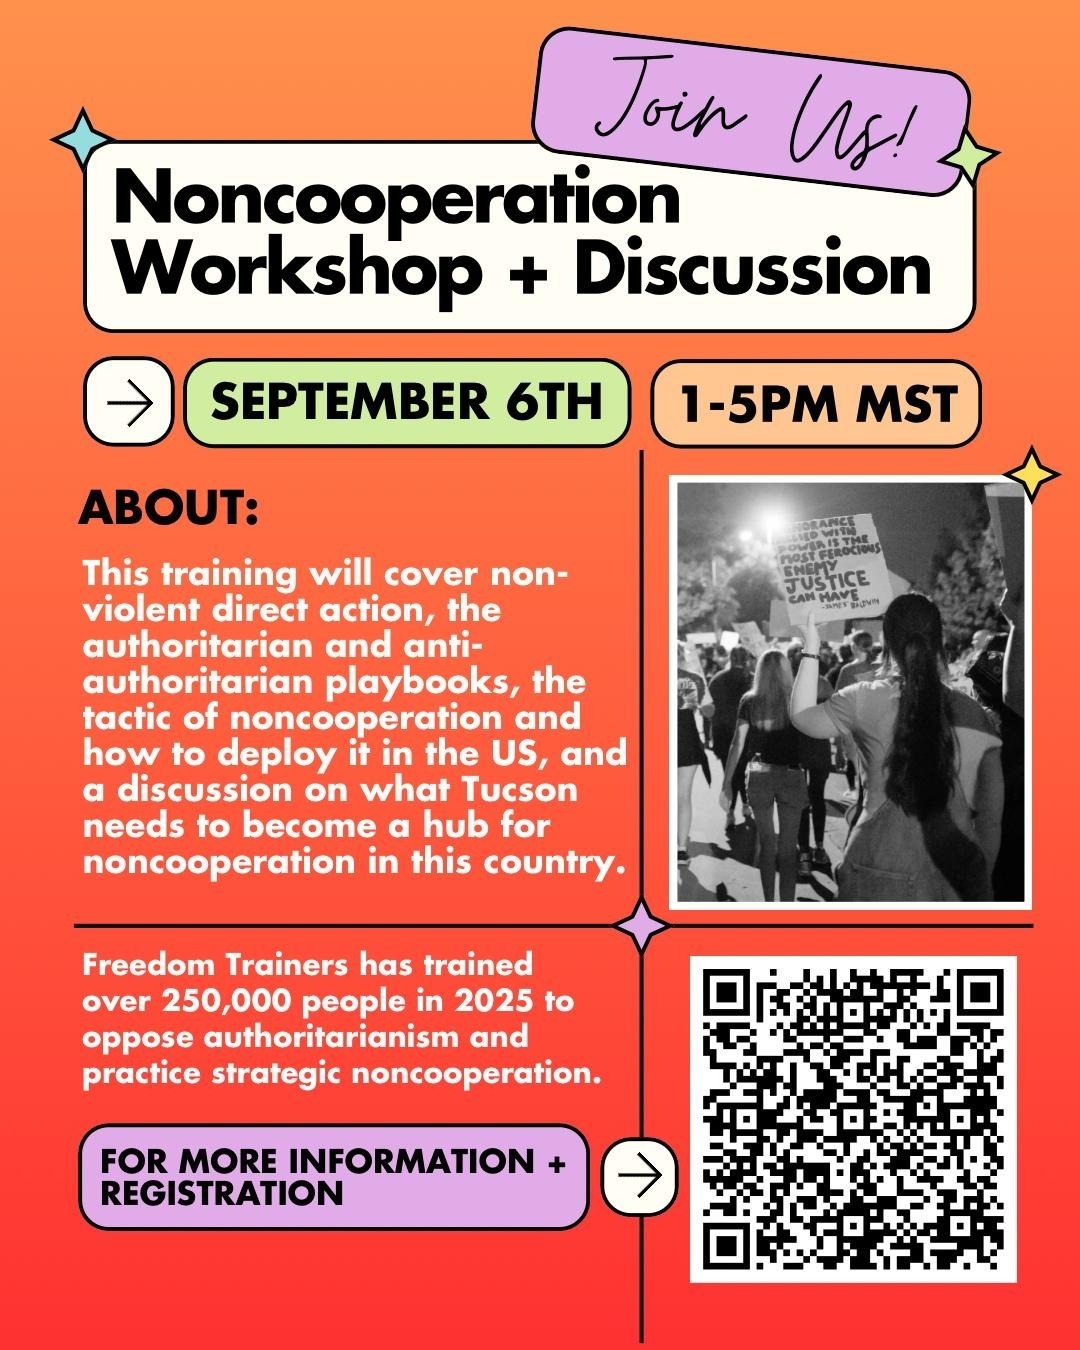 Join Us!
Noncooperation
Workshop + Discussion
SEPTEMBER 6TH
1-5PM MST
ABOUT:
This training will cover non-
violent direct action, the
authoritarian and anti-
authoritarian playbooks, the
tactic of noncooperation and
how to deploy it in the US, and
a discussion on what Tucson
needs to become a hub for
noncooperation in this country.
ALLIED WITH
POWER IS THE
MOST FEROCIOUS
ENEMY
JUSTICE
CAN HAVE
-JAMES BALDWIN
Freedom Trainers has trained
over 250,000 people in 2025 to
oppose authoritarianism and
practice strategic noncooperation.
FOR MORE INFORMATION +
REGISTRATION